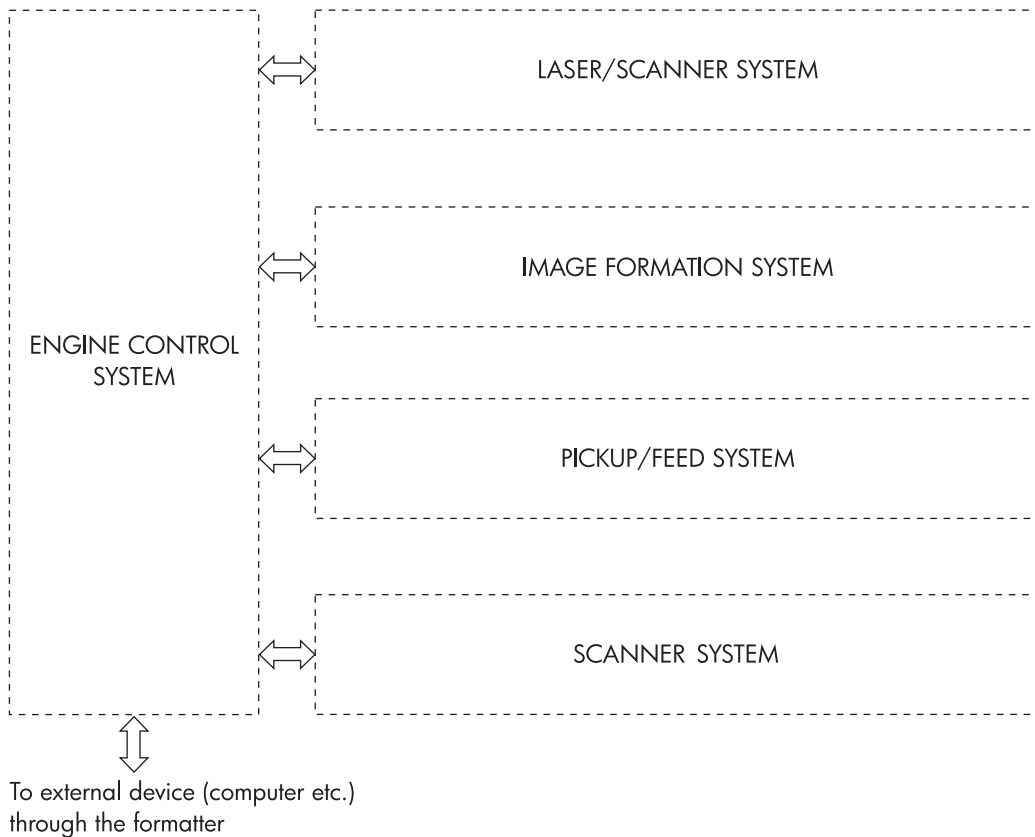 LASER/SCANNER SYSTEM
IMAGE FORMATION SYSTEM
ENGINE CONTROL
SYSTEM
PICKUP/FEED SYSTEM
SCANNER SYSTEM
To external device (computer etc.)
through the formatter